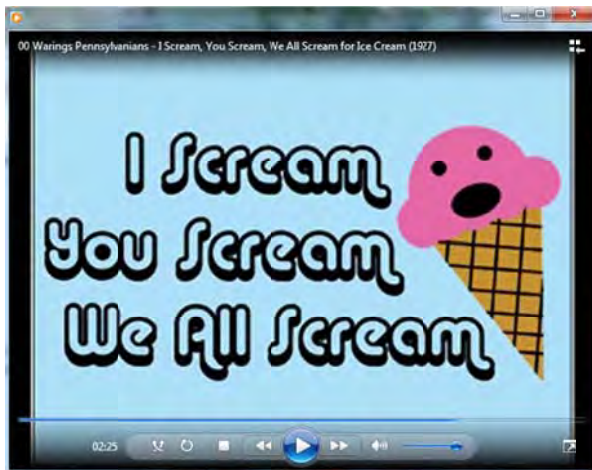 00 Warings Pennsylvanians - I Scream, You Scream, We All Scream for Ice Cream (1927)
I Scream
You Scream
We All Scream
02:25